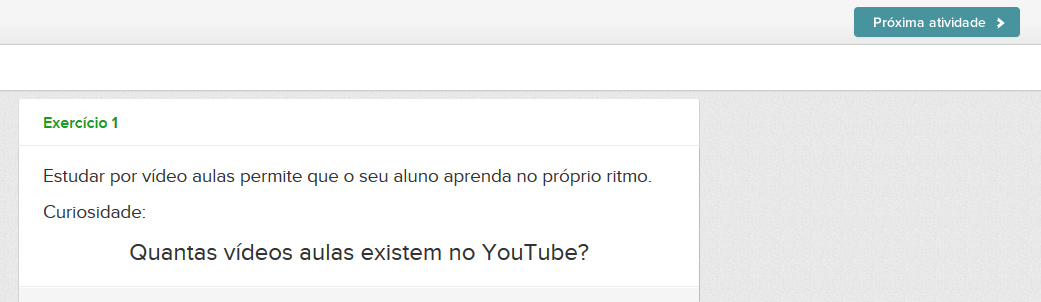 Próxima atividade
Exercício 1
Estudar por vídeo aulas permite que o seu aluno aprenda no próprio ritmo.
Curiosidade:
Quantas vídeos aulas existem no YouTube?